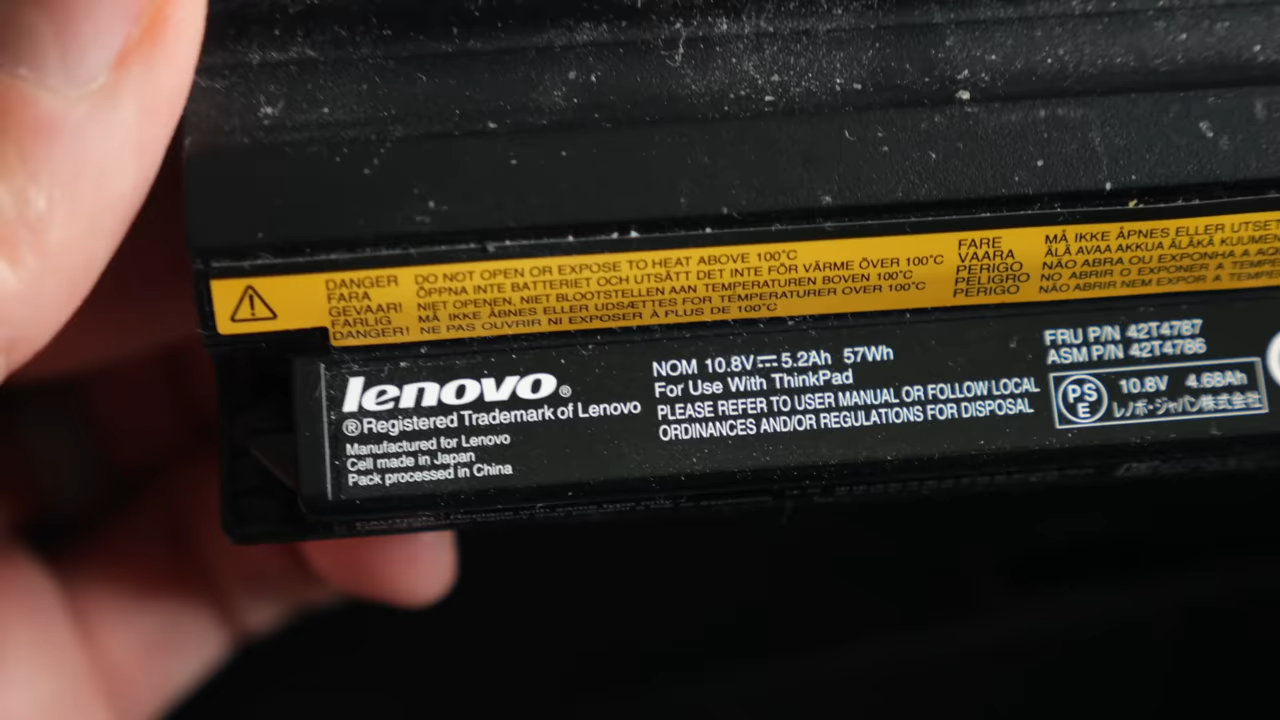 DANGER DO NOT OPEN OR EXPOSE TO HEAT ABOVE 100°C
FARA ÖPPNA INTE BATTERIET OCH UTSÄTT DET INTE FÖR VÄRME ÖVER 100°C
GEVAAR! NIET OPENEN, NIET BLOOTSTELLEN AAN TEMPERATUREN BOVEN 100°C
FARLIG MÅ IKKE ÅBNES ELLER UDSÆTTES FOR TEMPERATURER OVER 100°C
DANGER! NE PAS OUVRIR NI EXPOSER À PLUS DE 100°C
FARE MÅ IKKE ÅPNES ELLER UTSET
VAARA ÄLÄ AVAA AKKUA ÄLÄKÄ KUUMEN
PERIGO NÃO ABRA OU EXPONHA A AQ
PELIGRO NO ABRIR O EXPONER A TEMP
PERIGO NÃO ABRIR NEM EXPOR A TEMP
lenovo®
®Registered Trademark of Lenovo
Manufactured for Lenovo
Cell made in Japan
Pack processed in China
NOM 10.8V⎓5.2Ah 57Wh
For Use With ThinkPad
PLEASE REFER TO USER MANUAL OR FOLLOW LOCAL
ORDINANCES AND/OR REGULATIONS FOR DISPOSAL
FRU P/N 42T4787
ASM P/N 42T4786
PS
E
10.8V 4.68Ah
レノボ・ジャパン株式会社